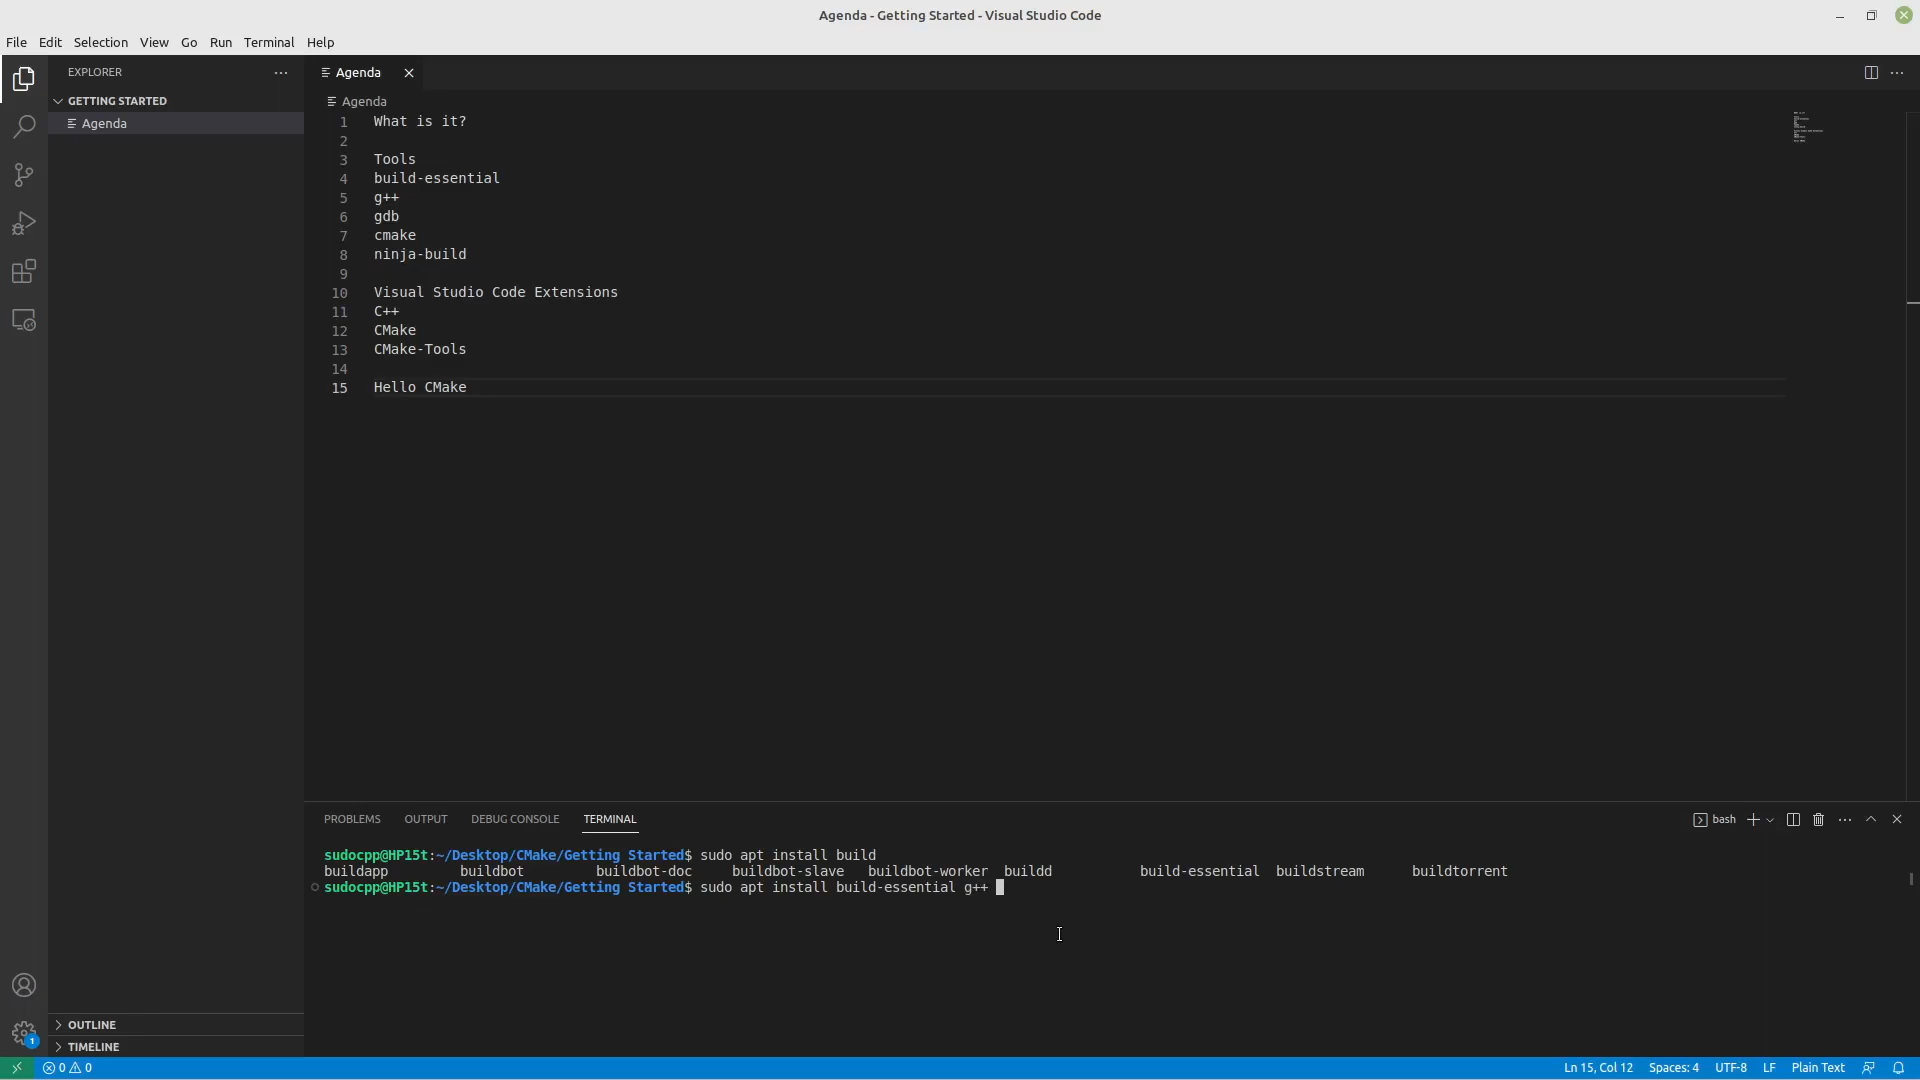 Agenda - Getting Started - Visual Studio Code
File Edit Selection View Go Run Terminal Help
EXPLORER
GETTING STARTED
Agenda
Agenda
Agenda
1 What is it?
2
3 Tools
4 build-essential
5 g++
6 gdb
7 cmake
8 ninja-build
9
10 Visual Studio Code Extensions
11 C++
12 CMake
13 CMake-Tools
14
15 Hello CMake
PROBLEMS OUTPUT DEBUG CONSOLE TERMINAL
bash
sudocpp@HP15t:~/Desktop/CMake/Getting Started$ sudo apt install build
buildapp buildbot buildbot-doc buildbot-slave buildbot-worker buildd build-essential buildstream buildtorrent
sudocpp@HP15t:~/Desktop/CMake/Getting Started$ sudo apt install build-essential g++
OUTLINE
TIMELINE
1
0 0
Ln 15, Col 12 Spaces: 4 UTF-8 LF Plain Text